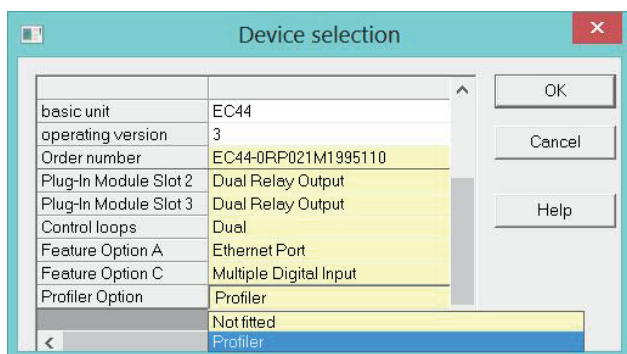 Device selection
OK
basic unit EC44
operating version 3
Cancel
Order number EC44-0RP021M1995110
Plug-In Module Slot 2 Dual Relay Output
Plug-In Module Slot 3 Dual Relay Output
Help
Control loops Dual
Feature Option A Ethernet Port
Feature Option C Multiple Digital Input
Profiler Option Profiler
Not fitted
Profiler